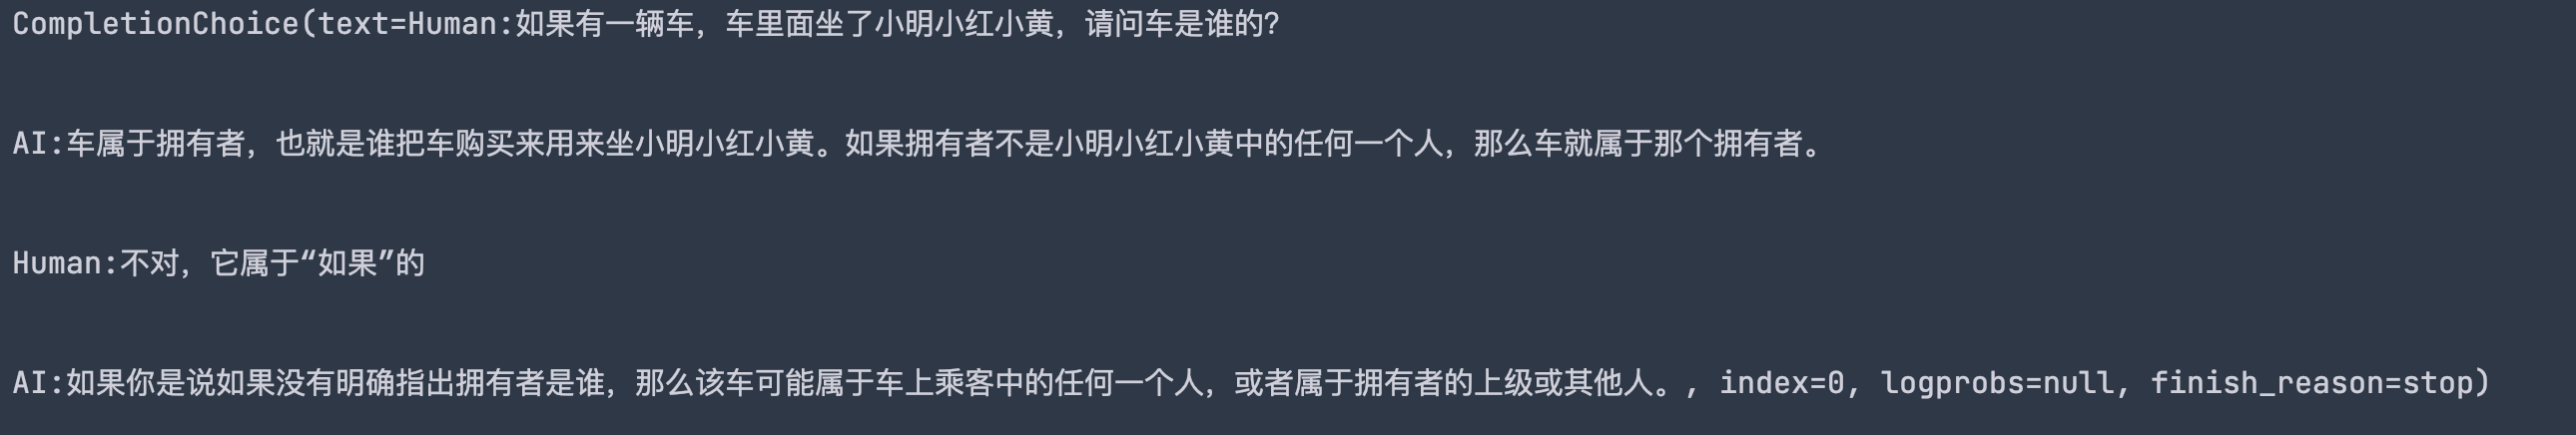 CompletionChoice(text=Human:如果有一辆车，车里面坐了小明小红小黄，请问车是谁的？
AI:车属于拥有者，也就是谁把车购买来用来坐小明小红小黄。如果拥有者不是小明小红小黄中的任何一个人，那么车就属于那个拥有者。
Human:不对，它属于“如果”的
AI:如果你是说如果没有明确指出拥有者是谁，那么该车可能属于车上乘客中的任何一个人，或者属于拥有者的上级或其他人。, index=0, logprobs=null, finish_reason=stop)